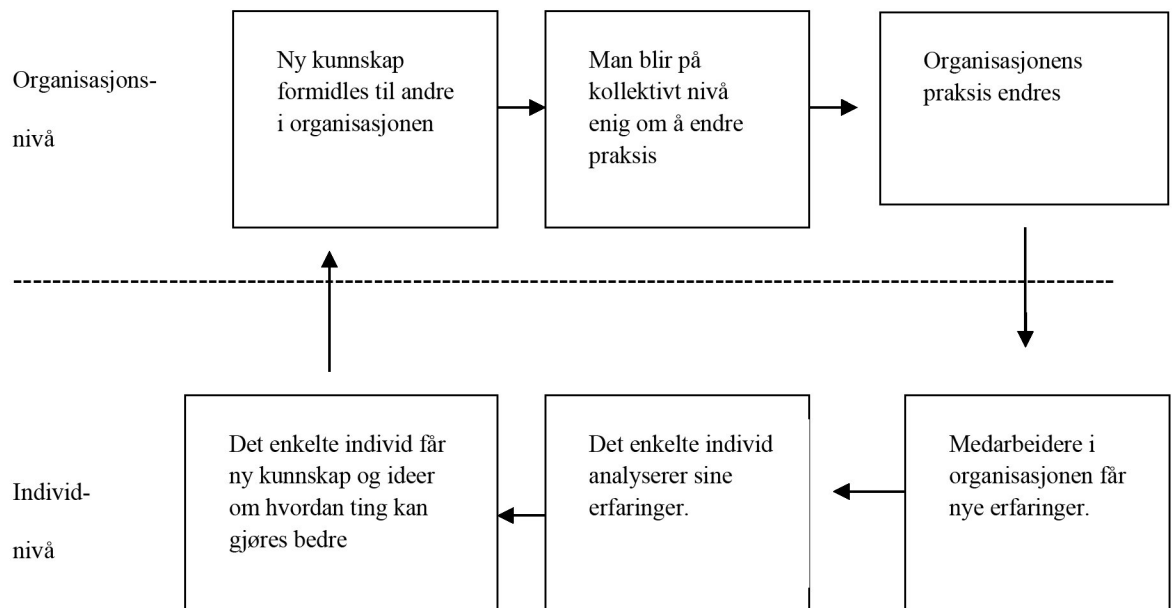 Organisasjons-
nivå
Ny kunnskap
formidles til andre
i organisasjonen
Man blir på
kollektivt nivå
enig om å endre
praksis
Organisasjonens
praksis endres
Individ-
nivå
Det enkelte individ får
ny kunnskap og ideer
om hvordan ting kan
gjøres bedre
Det enkelte individ
analyserer sine
erfaringer.
Medarbeidere i
organisasjonen får
nye erfaringer.